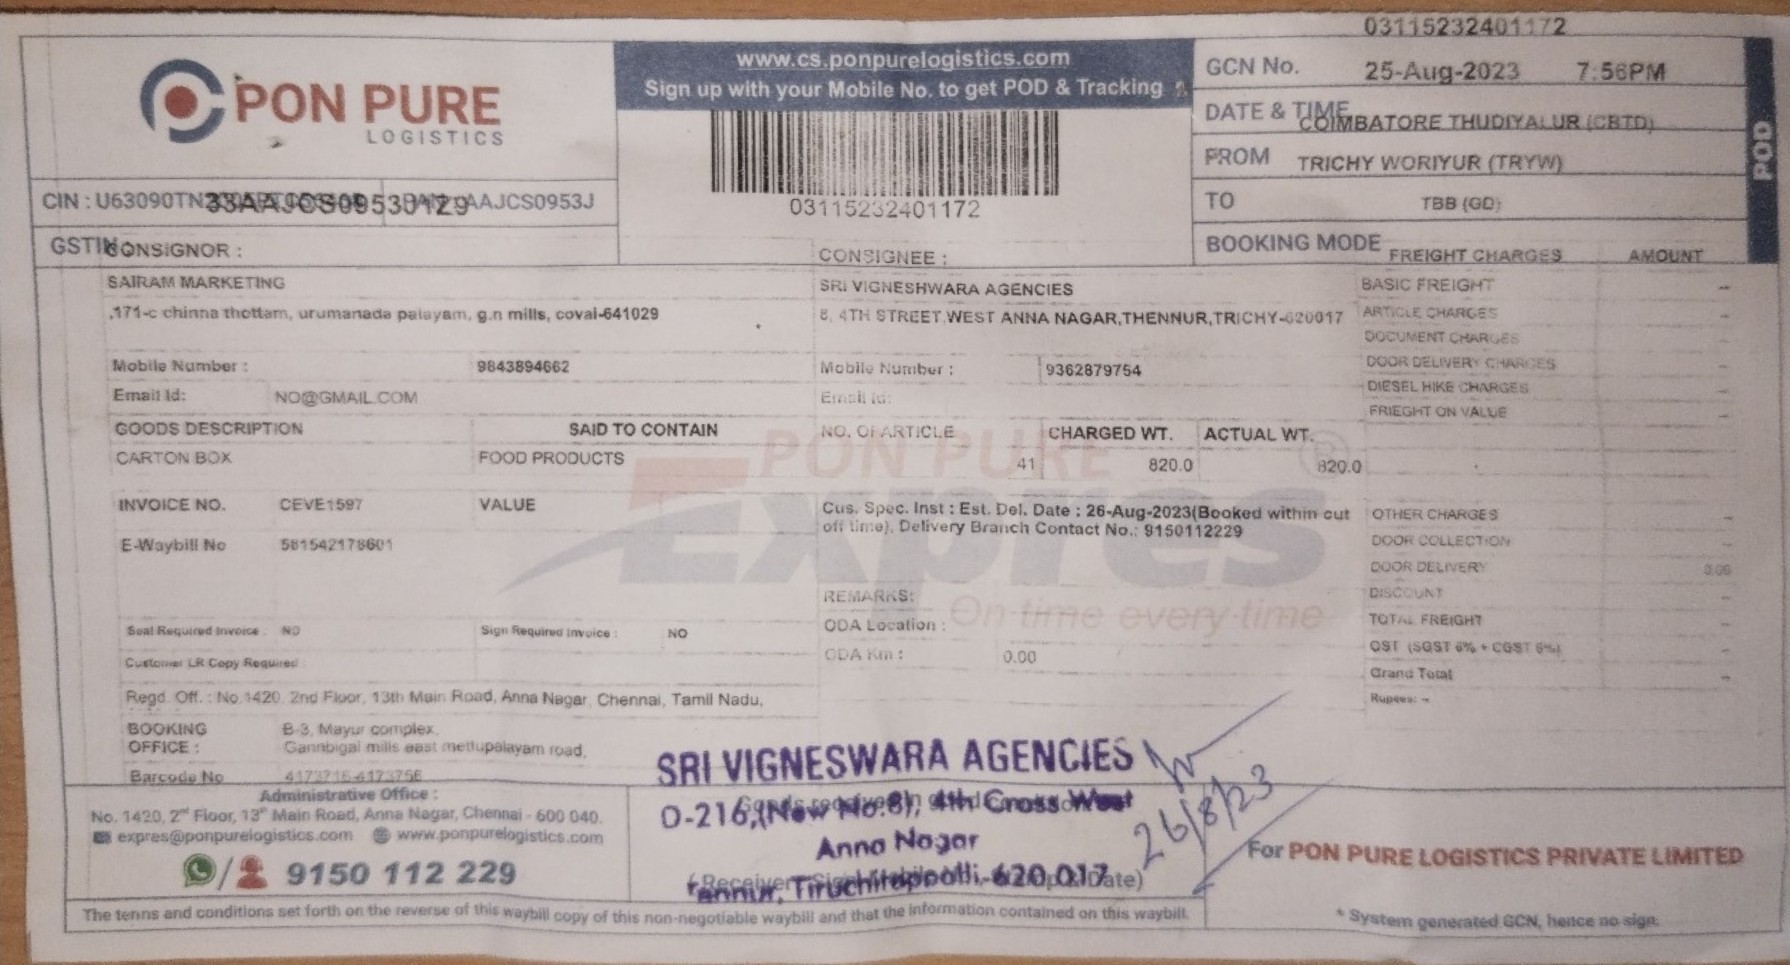 03115232401172
PON PURE
LOGISTICS
www.cs.ponpurelogistics.com
Sign up with your Mobile No. to get POD & Tracking
03115232401172
GCN No.
25-Aug-2023 7:56PM
DATE & TIME
COIMBATORE THUDIYALUR (CBTD)
FROM TRICHY WORIYUR (TRYW)
TO TBB (GD)
BOOKING MODE
POD
CIN : U63090TN
33AAJCS0953D1Z9
AAJCS0953J
GSTIN
CONSIGNOR :
SAIRAM MARKETING
,171-c chinna thottam, urumanada palayam, g.n mills, covai-641029
Mobile Number : 9843894662
Email Id: NO@GMAIL.COM
CONSIGNEE :
SRI VIGNESHWARA AGENCIES
8, 4TH STREET,WEST ANNA NAGAR,THENNUR,TRICHY-620017
Mobile Number : 9362879754
Email Id:
FREIGHT CHARGES AMOUNT
BASIC FREIGHT --
ARTICLE CHARGES --
DOCUMENT CHARGES
DOOR DELIVERY CHARGES --
DIESEL HIKE CHARGES --
FRIEGHT ON VALUE --
GOODS DESCRIPTION SAID TO CONTAIN NO. OF ARTICLE CHARGED WT. ACTUAL WT.
CARTON BOX FOOD PRODUCTS 41 820.0 820.0
PON PURE
Expres
On time every time
INVOICE NO. CEVE1597 VALUE
E-Waybill No 581542178601
Cus. Spec. Inst : Est. Del. Date : 26-Aug-2023(Booked within cut
off time). Delivery Branch Contact No.: 9150112229
REMARKS:
ODA Location :
ODA Km : 0.00
OTHER CHARGES --
DOOR COLLECTION --
DOOR DELIVERY 0.00
DISCOUNT --
TOTAL FREIGHT --
GST (SGST 6% + CGST 6%) --
Grand Total --
Rupees: --
Seal Required Invoice : NO Sign Required Invoice : NO
Customer LR Copy Required
Regd. Off. : No.1420, 2nd Floor, 13th Main Road, Anna Nagar, Chennai, Tamil Nadu,
BOOKING OFFICE : B-3, Mayur complex,
Gannbigai mills east mettupalayam road,
Barcode No 4173716-4173756
Administrative Office :
No. 1420, 2nd Floor, 13th Main Road, Anna Nagar, Chennai - 600 040.
expres@ponpurelogistics.com www.ponpurelogistics.com
9150 112 229
SRI VIGNESWARA AGENCIES
D-216,(New No.8), 4th Cross West
Anna Nagar
Tennur, Tiruchirappalli-620 017
26/8/23
For PON PURE LOGISTICS PRIVATE LIMITED
The tenns and conditions set forth on the reverse of this waybill copy of this non-negotiable waybill and that the information contained on this waybill.
* System generated GCN, hence no sign.